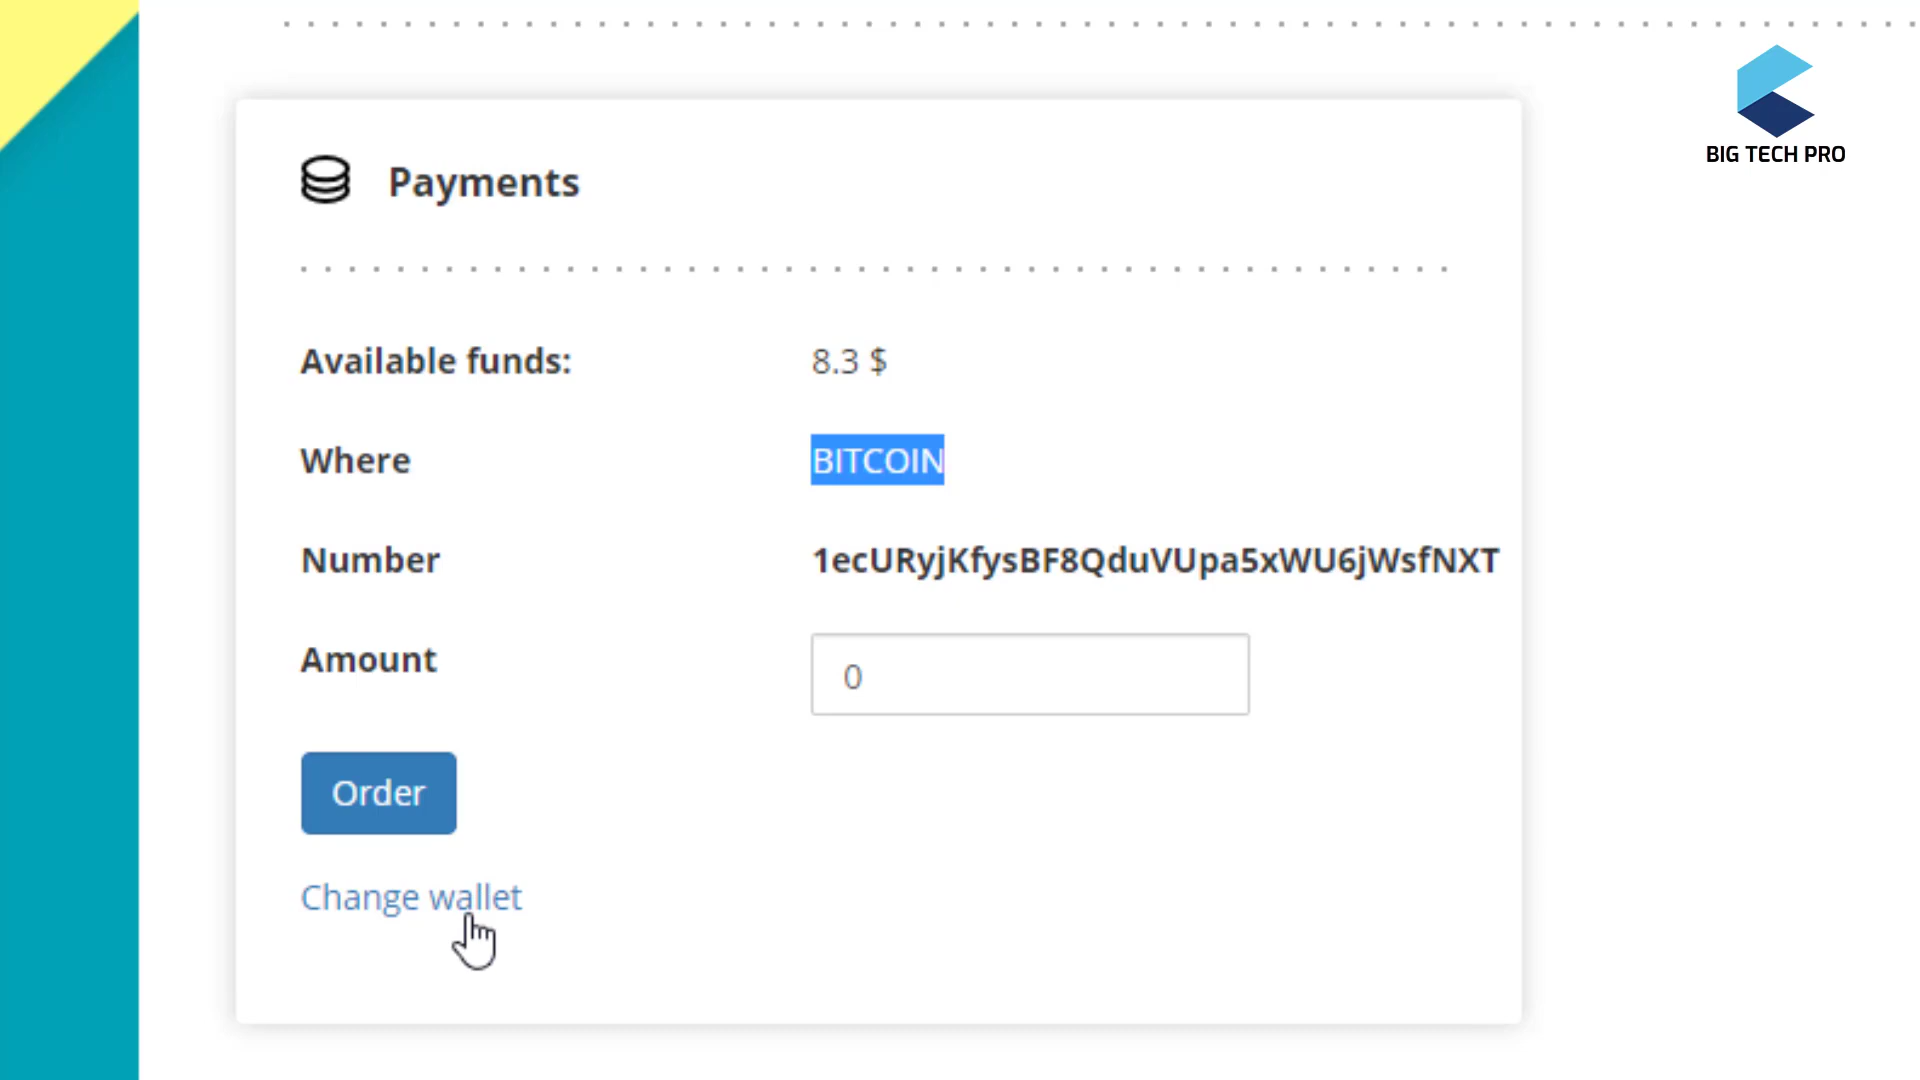 BIG TECH PRO
Payments
Available funds: 8.3 $
Where BITCOIN
Number 1ecURyjKfysBF8QduVUpa5xWU6jWsfNXT
Amount 0
Order
Change wallet